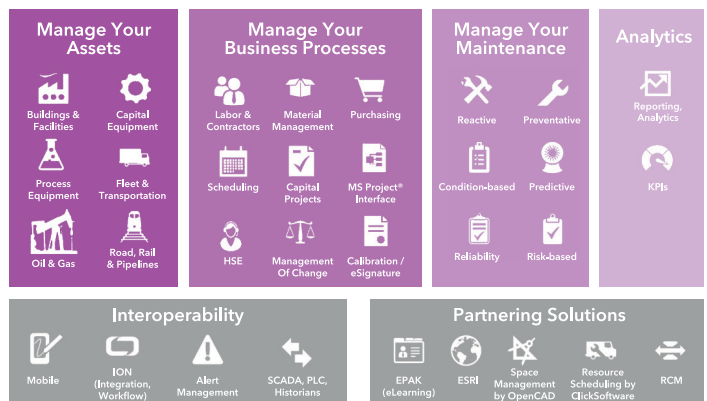 Manage Your
Assets
Buildings &
Facilities
Capital
Equipment
Process
Equipment
Fleet &
Transportation
Oil & Gas
Road, Rail
& Pipelines
Manage Your
Business Processes
Labor &
Contractors
Material
Management
Purchasing
Scheduling
Capital
Projects
MS Project®
Interface
HSE
Management
Of Change
Calibration /
eSignature
Manage Your
Maintenance
Reactive
Preventative
Condition-based
Predictive
Reliability
Risk-based
Analytics
Reporting,
Analytics
KPIs
Interoperability
Mobile
ION
(Integration,
Workflow)
Alert
Management
SCADA, PLC,
Historians
Partnering Solutions
EPAK
(eLearning)
ESRI
Space
Management
by OpenCAD
Resource
Scheduling by
ClickSoftware
RCM